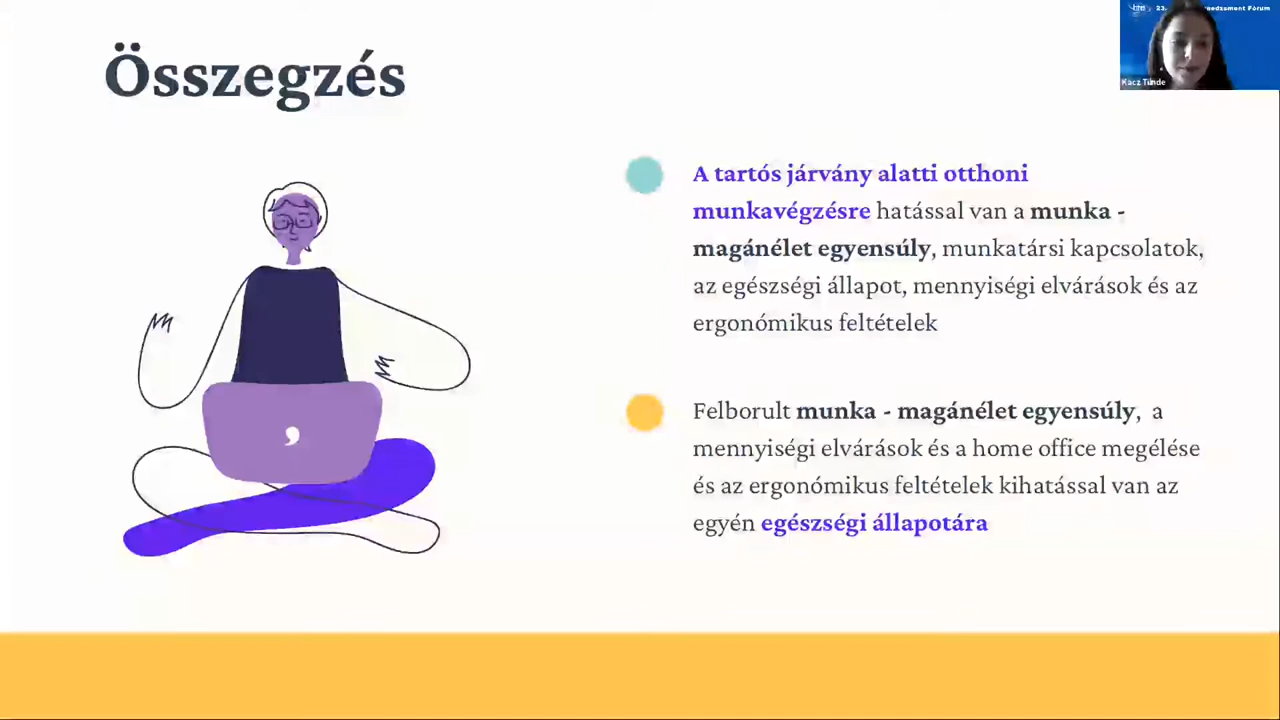 Összegzés
23.
Fórum
Kacz Tünde
A tartós járvány alatti otthoni
munkavégzésre hatással van a munka -
magánélet egyensúly, munkatársi kapcsolatok,
az egészségi állapot, mennyiségi elvárások és az
ergonómikus feltételek
Felborult munka - magánélet egyensúly, a
mennyiségi elvárások és a home office megélése
és az ergonómikus feltételek kihatással van az
egyén egészségi állapotára